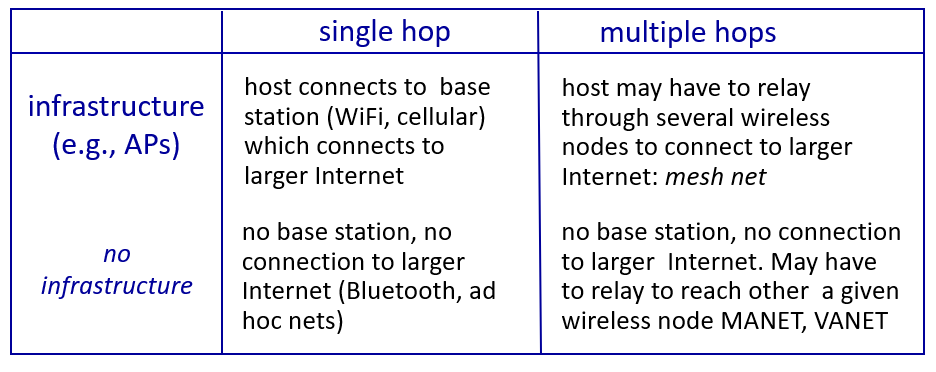 single hop
multiple hops
infrastructure
(e.g., APs)
host connects to base
station (WiFi, cellular)
which connects to
larger Internet
host may have to relay
through several wireless
nodes to connect to larger
Internet: mesh net
no
infrastructure
no base station, no
connection to larger
Internet (Bluetooth, ad
hoc nets)
no base station, no connection
to larger Internet. May have
to relay to reach other a given
wireless node MANET, VANET